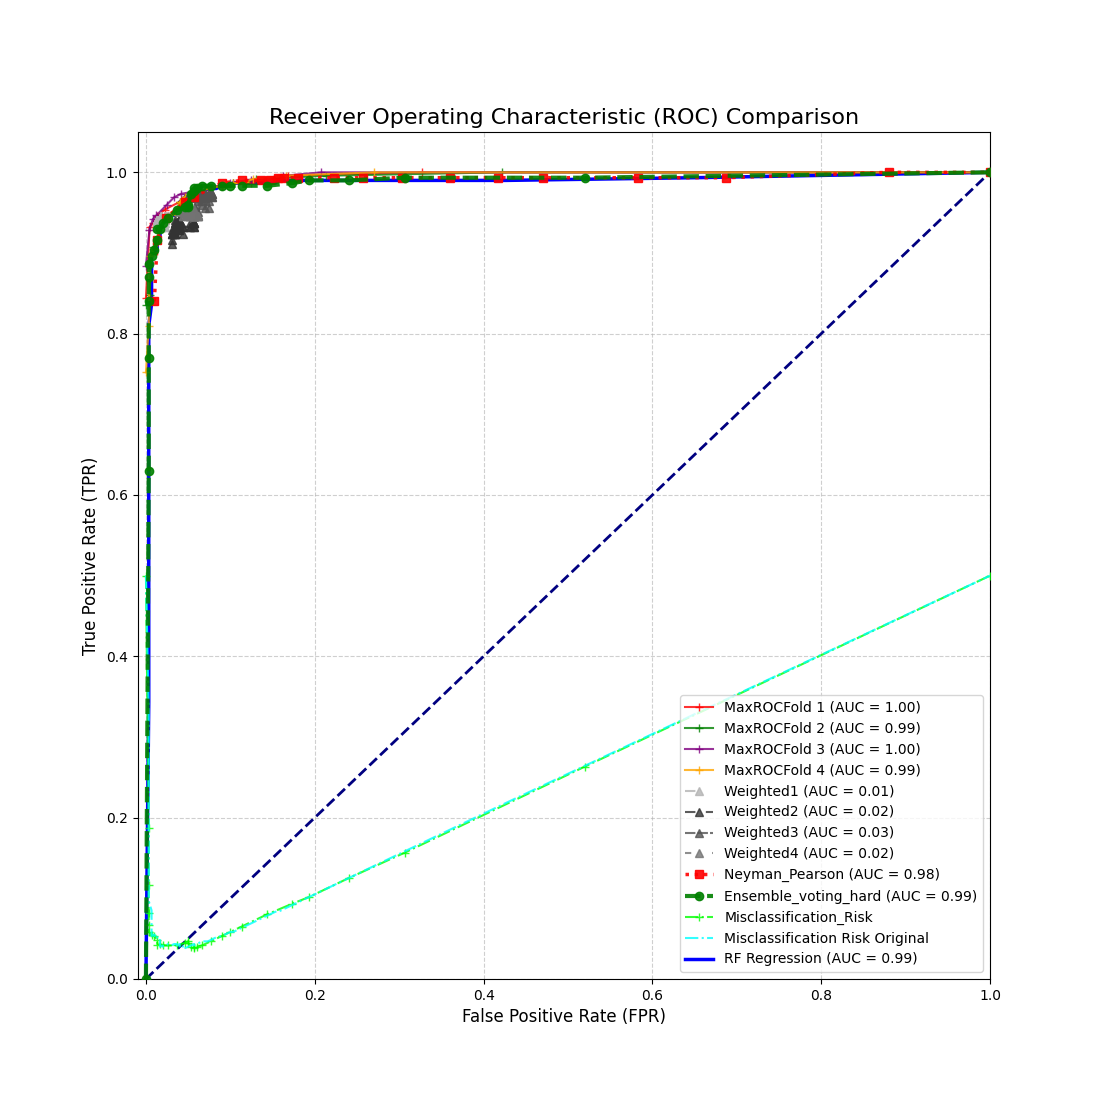 Receiver Operating Characteristic (ROC) Comparison
1.0
0.8
0.6
0.4
0.2
0.0
True Positive Rate (TPR)
MaxROCFold 1 (AUC = 1.00)
MaxROCFold 2 (AUC = 0.99)
MaxROCFold 3 (AUC = 1.00)
MaxROCFold 4 (AUC = 0.99)
Weighted1 (AUC = 0.01)
Weighted2 (AUC = 0.02)
Weighted3 (AUC = 0.03)
Weighted4 (AUC = 0.02)
Neyman_Pearson (AUC = 0.98)
Ensemble_voting_hard (AUC = 0.99)
Misclassification_Risk
Misclassification Risk Original
RF Regression (AUC = 0.99)
0.0 0.2 0.4 0.6 0.8 1.0
False Positive Rate (FPR)